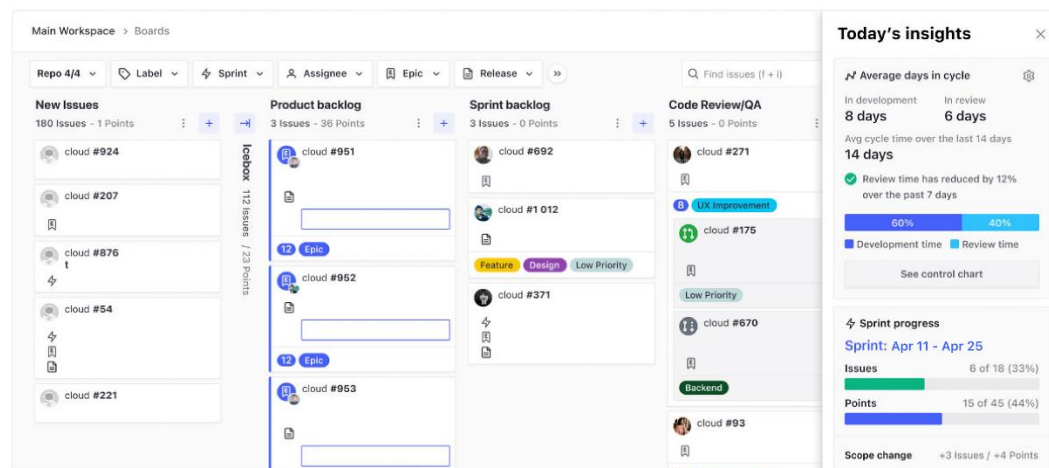 Main Workspace > Boards
Today's insights
Repo 4/4
Label
Sprint
Assignee
Epic
Release
Find issues (f + i)
New Issues
180 Issues - 1 Points
cloud #924
cloud #207
cloud #876
t
cloud #54
cloud #221
Icebox 112 Issues / 23 Points
Product backlog
3 Issues - 36 Points
cloud #951
12 Epic
cloud #952
12 Epic
cloud #953
Sprint backlog
3 Issues - 0 Points
cloud #692
cloud #1 012
Feature Design Low Priority
cloud #371
Code Review/QA
5 Issues - 0 Points
cloud #271
8 UX Improvement
cloud #175
Low Priority
cloud #670
Backend
cloud #93
Average days in cycle
In development In review
8 days 6 days
Avg cycle time over the last 14 days
14 days
Review time has reduced by 12%
over the past 7 days
60% 40%
Development time Review time
See control chart
Sprint progress
Sprint: Apr 11 - Apr 25
Issues 6 of 18 (33%)
Points 15 of 45 (44%)
Scope change +3 Issues / +4 Points